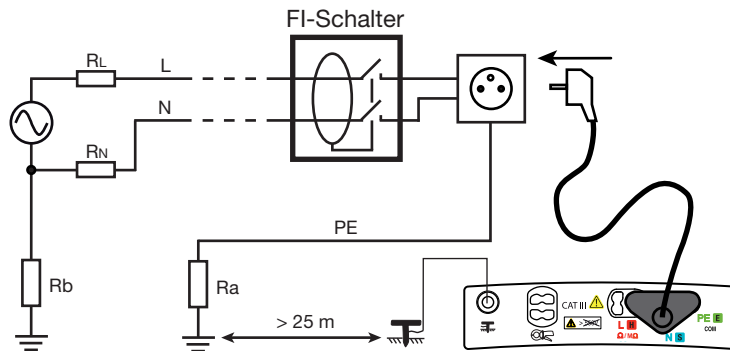 FI-Schalter
RL
L
N
RN
PE
Rb
Ra
> 25 m
CAT III
L H
Ω/MΩ
N S
PE E
COM